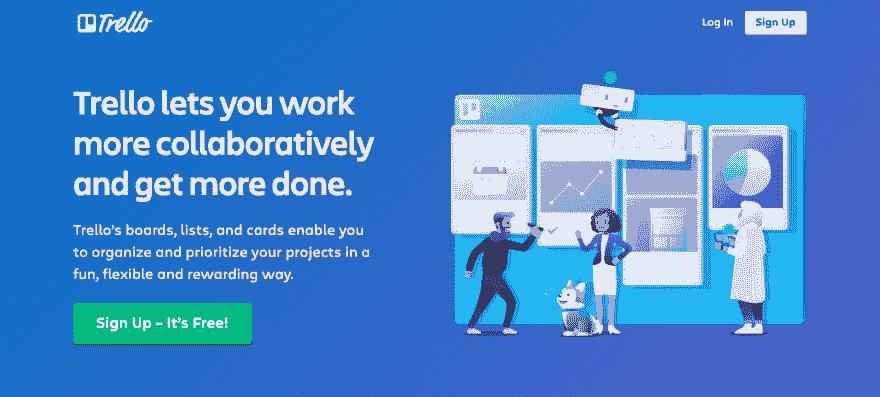 Trello
Log In
Sign Up
Trello lets you work
more collaboratively
and get more done.
Trello's boards, lists, and cards enable you
to organize and prioritize your projects in a
fun, flexible and rewarding way.
Sign Up – It's Free!